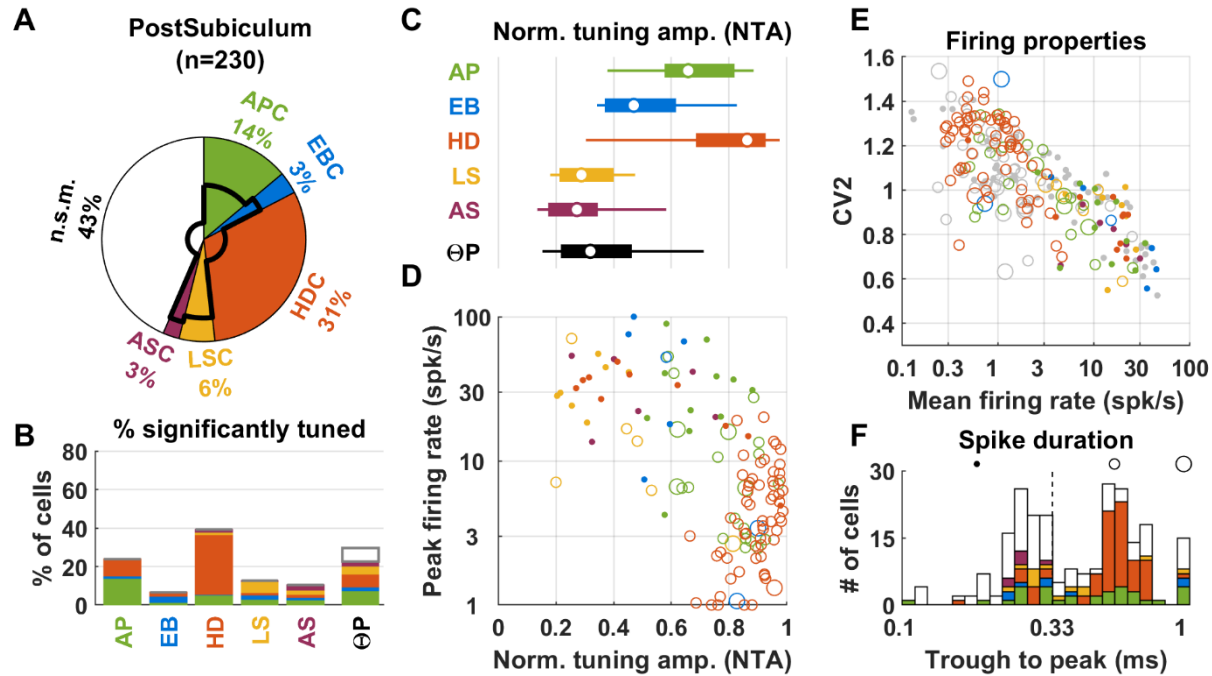 A
PostSubiculum
(n=230)
APC
14%
EBC
3%
HDC
31%
LSC
6%
ASC
3%
n.s.m.
43%
B
% significantly tuned
% of cells
80
60
40
20
0
AP
EB
HD
LS
AS
ΘP
C
Norm. tuning amp. (NTA)
AP
EB
HD
LS
AS
ΘP
D
Peak firing rate (spk/s)
100
30
10
3
1
0 0.2 0.4 0.6 0.8 1
Norm. tuning amp. (NTA)
E
Firing properties
CV2
1.6
1.4
1.2
1
0.8
0.6
0.4
0.1 0.3 1 3 10 30 100
Mean firing rate (spk/s)
F
Spike duration
# of cells
30
15
0
0.1 0.33 1
Trough to peak (ms)